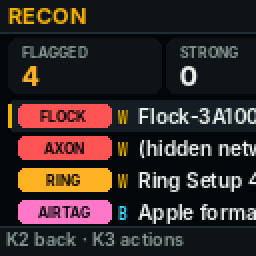 RECON
FLAGGED STRONG
4 0
FLOCK W Flock-3A100
AXON W (hidden netw
RING W Ring Setup 4
AIRTAG B Apple forma
K2 back · K3 actions